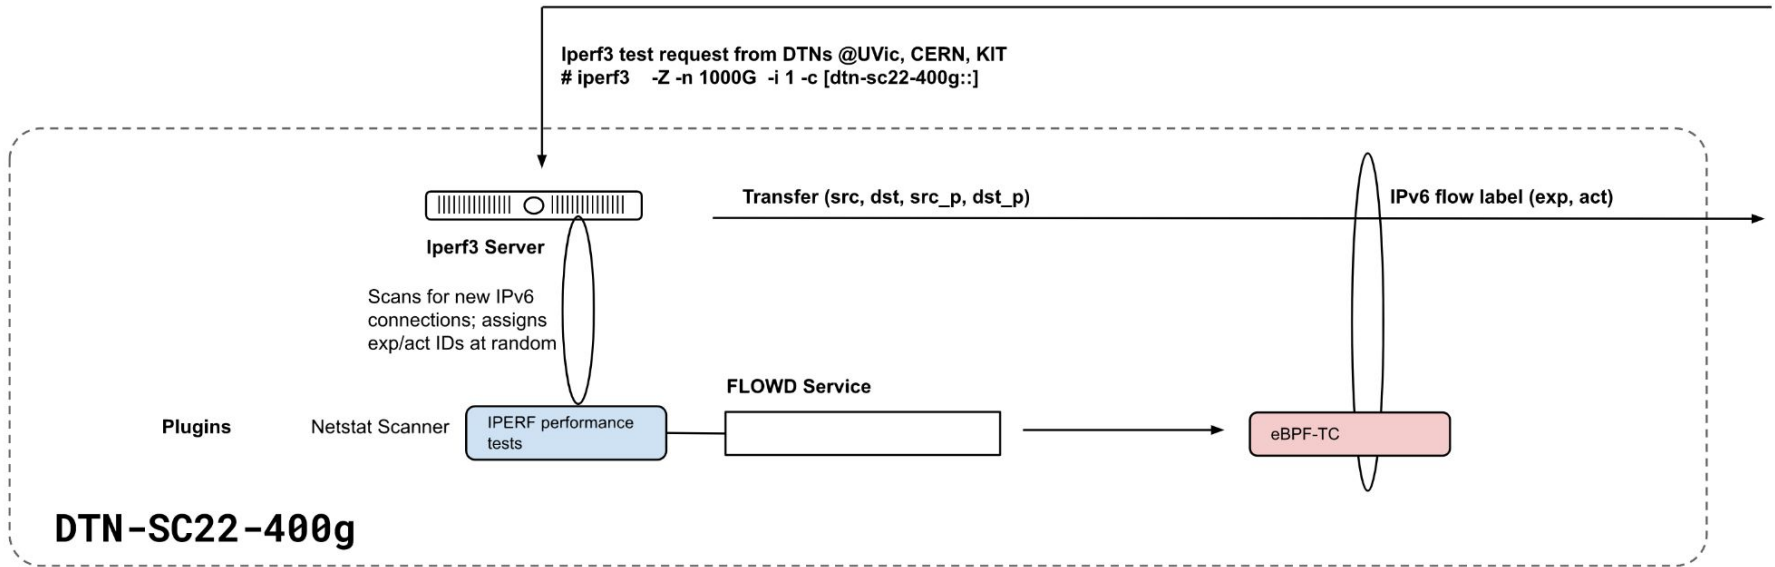 Iperf3 test request from DTNs @UVic, CERN, KIT
# iperf3 -Z -n 1000G -i 1 -c [dtn-sc22-400g::]
Transfer (src, dst, src_p, dst_p)
IPv6 flow label (exp, act)
Iperf3 Server
Scans for new IPv6
connections; assigns
exp/act IDs at random
FLOWD Service
Plugins
Netstat Scanner
IPERF performance
tests
eBPF-TC
DTN-SC22-400g